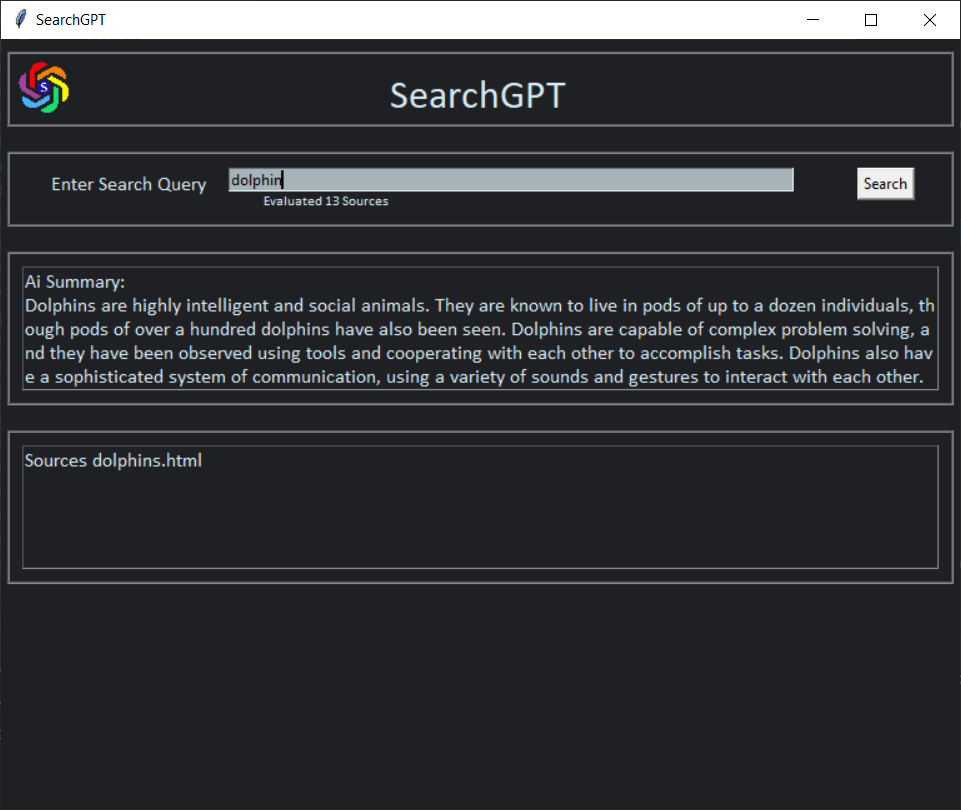 SearchGPT
S
SearchGPT
Enter Search Query
dolphin
Search
Evaluated 13 Sources
Ai Summary:
Dolphins are highly intelligent and social animals. They are known to live in pods of up to a dozen individuals, th
ough pods of over a hundred dolphins have also been seen. Dolphins are capable of complex problem solving, a
nd they have been observed using tools and cooperating with each other to accomplish tasks. Dolphins also hav
e a sophisticated system of communication, using a variety of sounds and gestures to interact with each other.
Sources dolphins.html